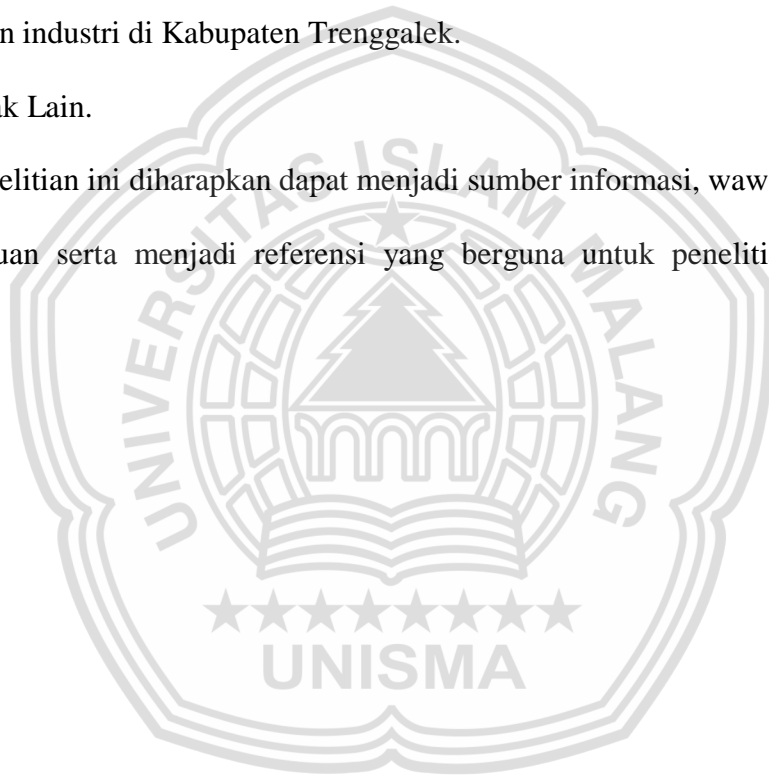 n industri di Kabupaten Trenggalek.
ak Lain.
elitian ini diharapkan dapat menjadi sumber informasi, waw
uan serta menjadi referensi yang berguna untuk peneliti
UNIVERSITAS ISLAM MALANG
UNISMA